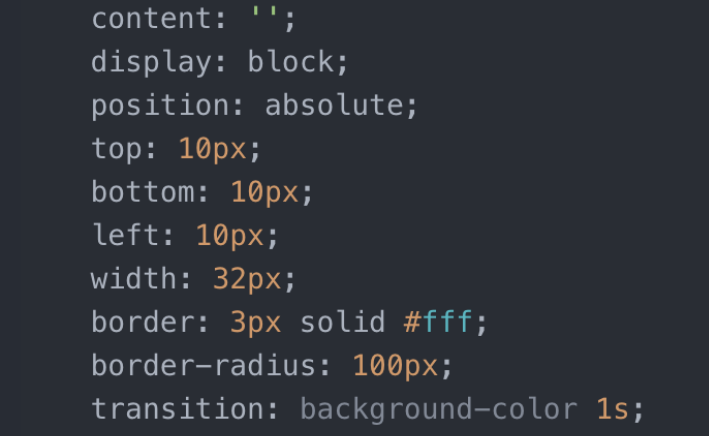 content: '';
display: block;
position: absolute;
top: 10px;
bottom: 10px;
left: 10px;
width: 32px;
border: 3px solid #fff;
border-radius: 100px;
transition: background-color 1s;